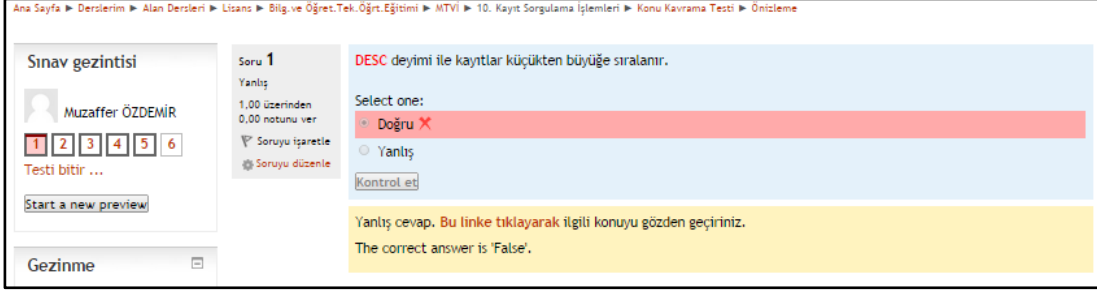 Ana Sayfa ► Derslerim ► Alan Dersleri ► Lisans ► Bilg.ve Öğret.Tek.Öğrt.Eğitimi ► MTVİ ► 10. Kayıt Sorgulama İşlemleri ► Konu Kavrama Testi ► Önizleme
Sınav gezintisi
Muzaffer ÖZDEMİR
1 2 3 4 5 6
Testi bitir ...
Start a new preview
Gezinme
Soru 1
Yanlış
1,00 üzerinden
0,00 notunu ver
Soruyu işaretle
Soruyu düzenle
DESC deyimi ile kayıtlar küçükten büyüğe sıralanır.
Select one:
Doğru
Yanlış
Kontrol et
Yanlış cevap. Bu linke tıklayarak ilgili konuyu gözden geçiriniz.
The correct answer is 'False'.